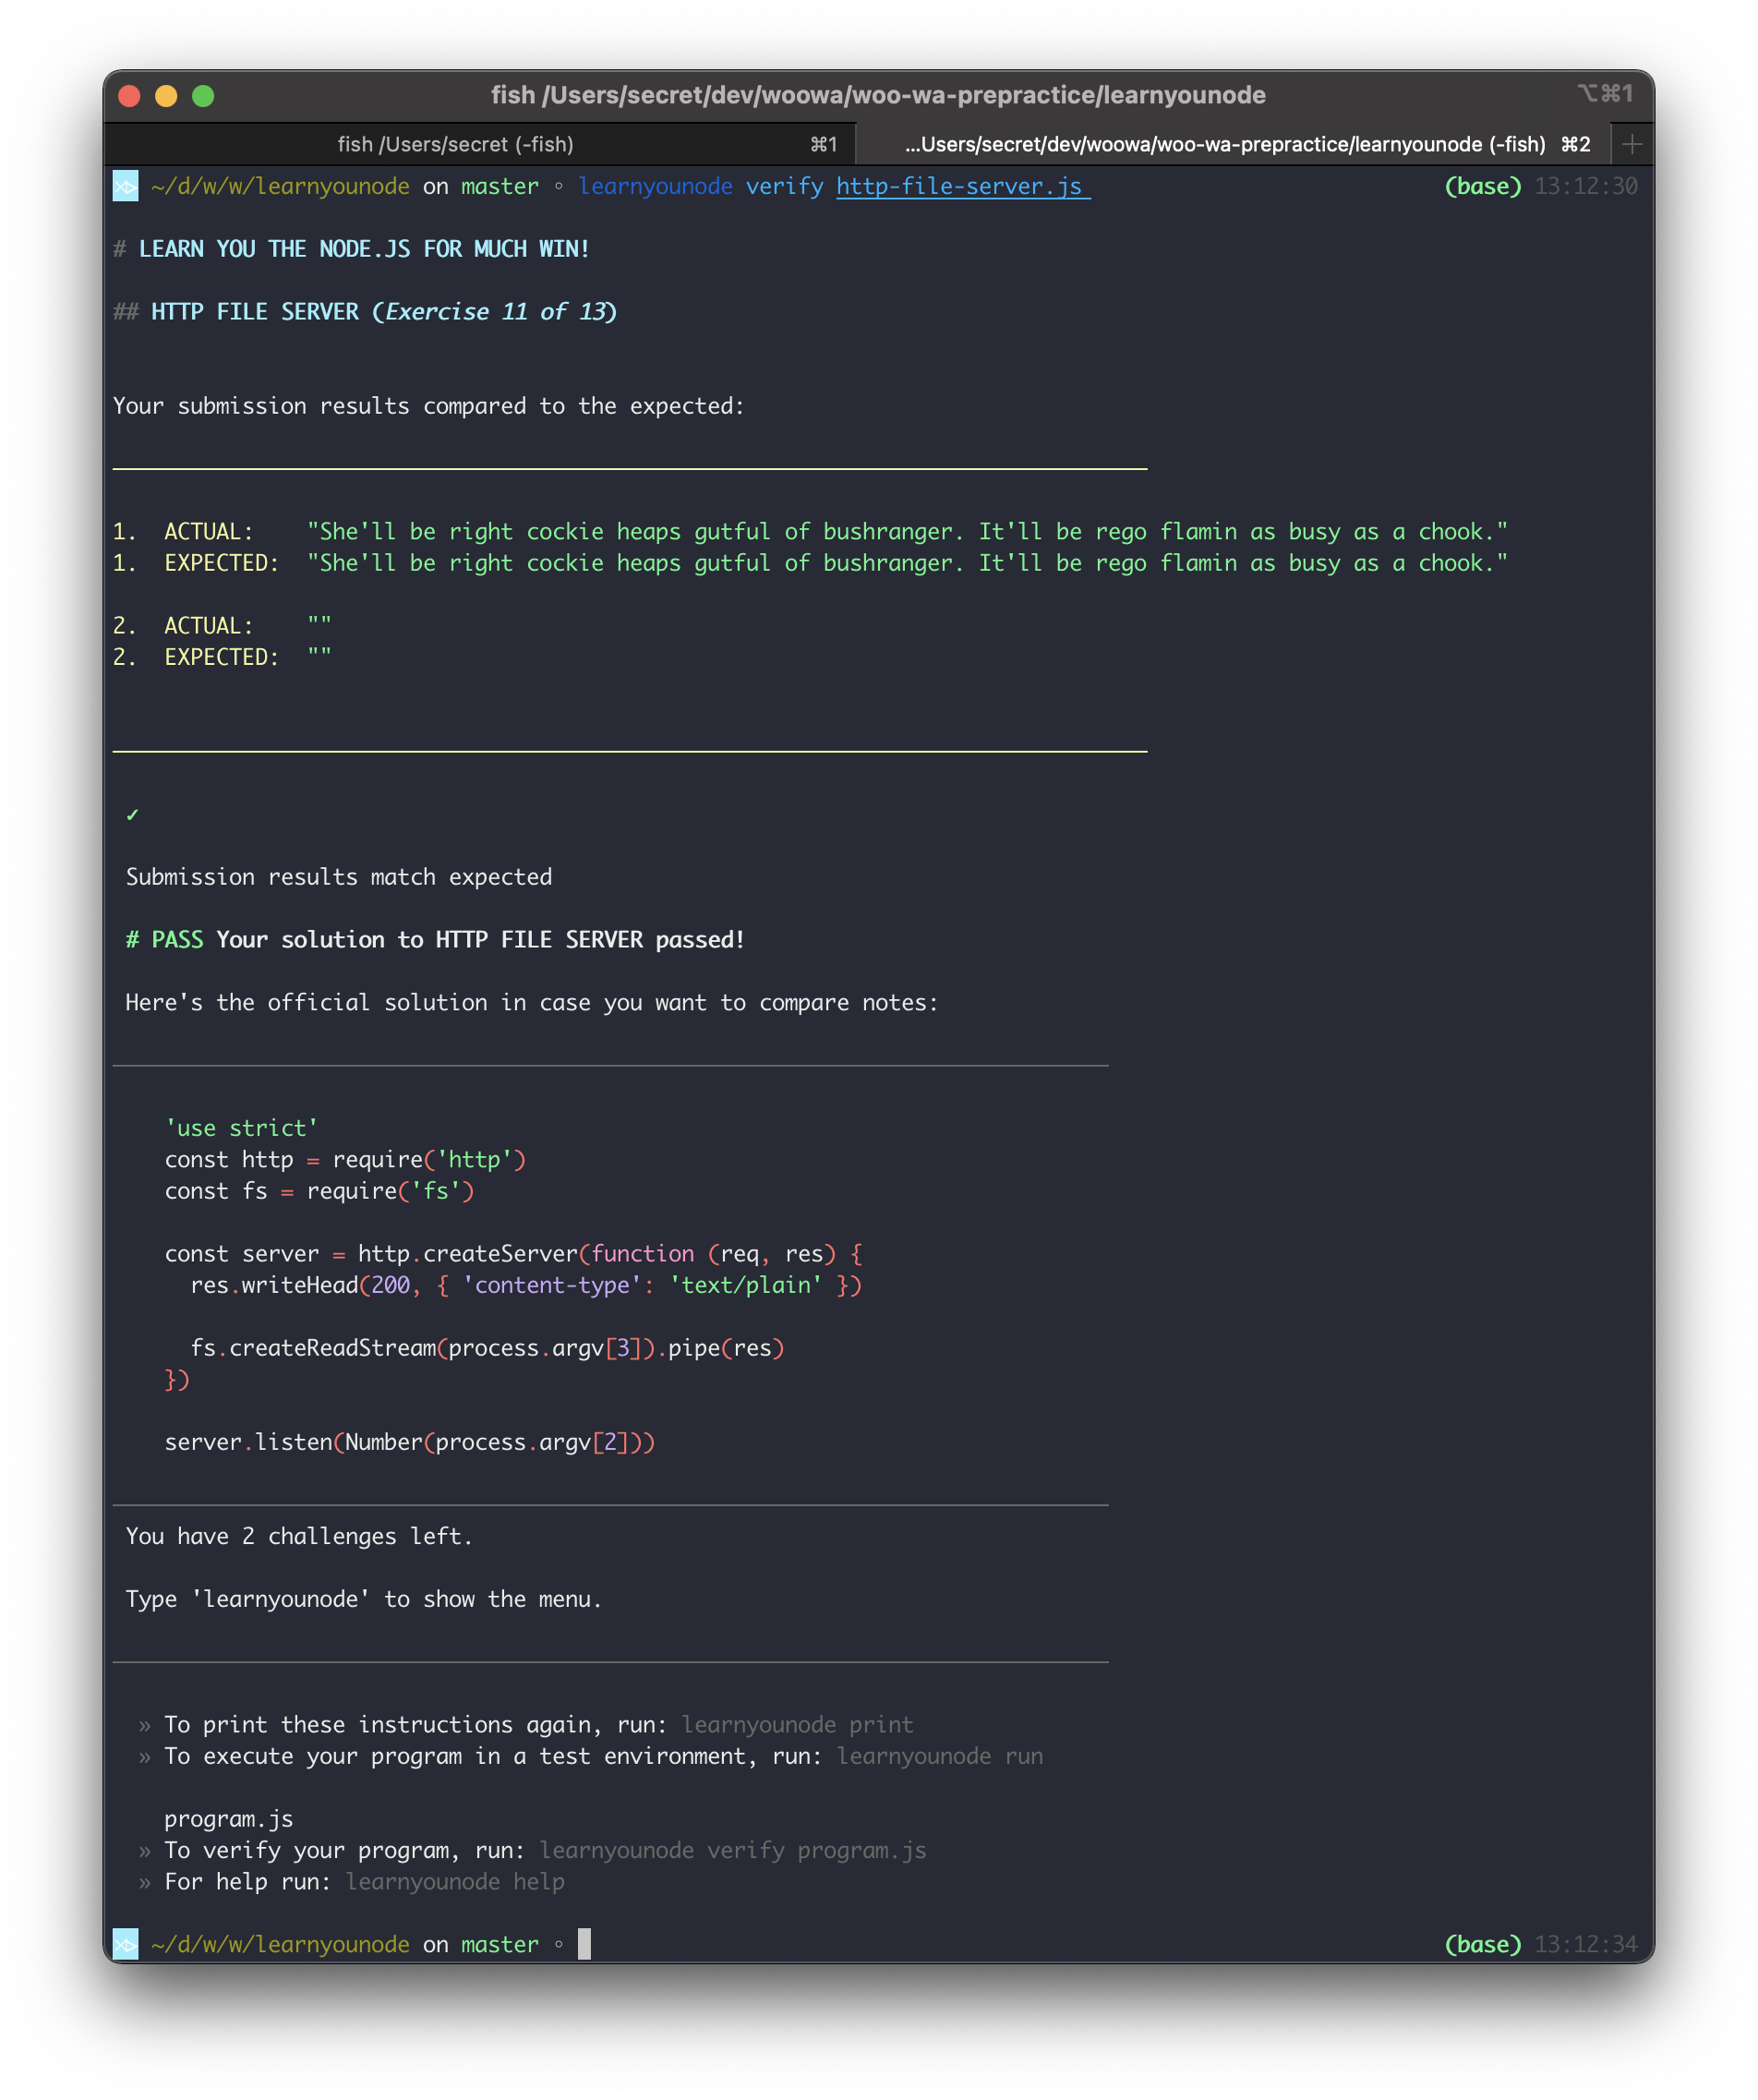 fish /Users/secret/dev/woowa/woo-wa-prepractice/learnyounode ⌥⌘1
fish /Users/secret (-fish) ⌘1 ...Users/secret/dev/woowa/woo-wa-prepractice/learnyounode (-fish) ⌘2
~/d/w/w/learnyounode on master ◦ learnyounode verify http-file-server.js (base) 13:12:30
# LEARN YOU THE NODE.JS FOR MUCH WIN!
## HTTP FILE SERVER (Exercise 11 of 13)
Your submission results compared to the expected:
1. ACTUAL: "She'll be right cockie heaps gutful of bushranger. It'll be rego flamin as busy as a chook."
1. EXPECTED: "She'll be right cockie heaps gutful of bushranger. It'll be rego flamin as busy as a chook."
2. ACTUAL: ""
2. EXPECTED: ""
✓
Submission results match expected
# PASS Your solution to HTTP FILE SERVER passed!
Here's the official solution in case you want to compare notes:
'use strict'
const http = require('http')
const fs = require('fs')
const server = http.createServer(function (req, res) {
res.writeHead(200, { 'content-type': 'text/plain' })
fs.createReadStream(process.argv[3]).pipe(res)
})
server.listen(Number(process.argv[2]))
You have 2 challenges left.
Type 'learnyounode' to show the menu.
» To print these instructions again, run: learnyounode print
» To execute your program in a test environment, run: learnyounode run
program.js
» To verify your program, run: learnyounode verify program.js
» For help run: learnyounode help
~/d/w/w/learnyounode on master ◦ (base) 13:12:34